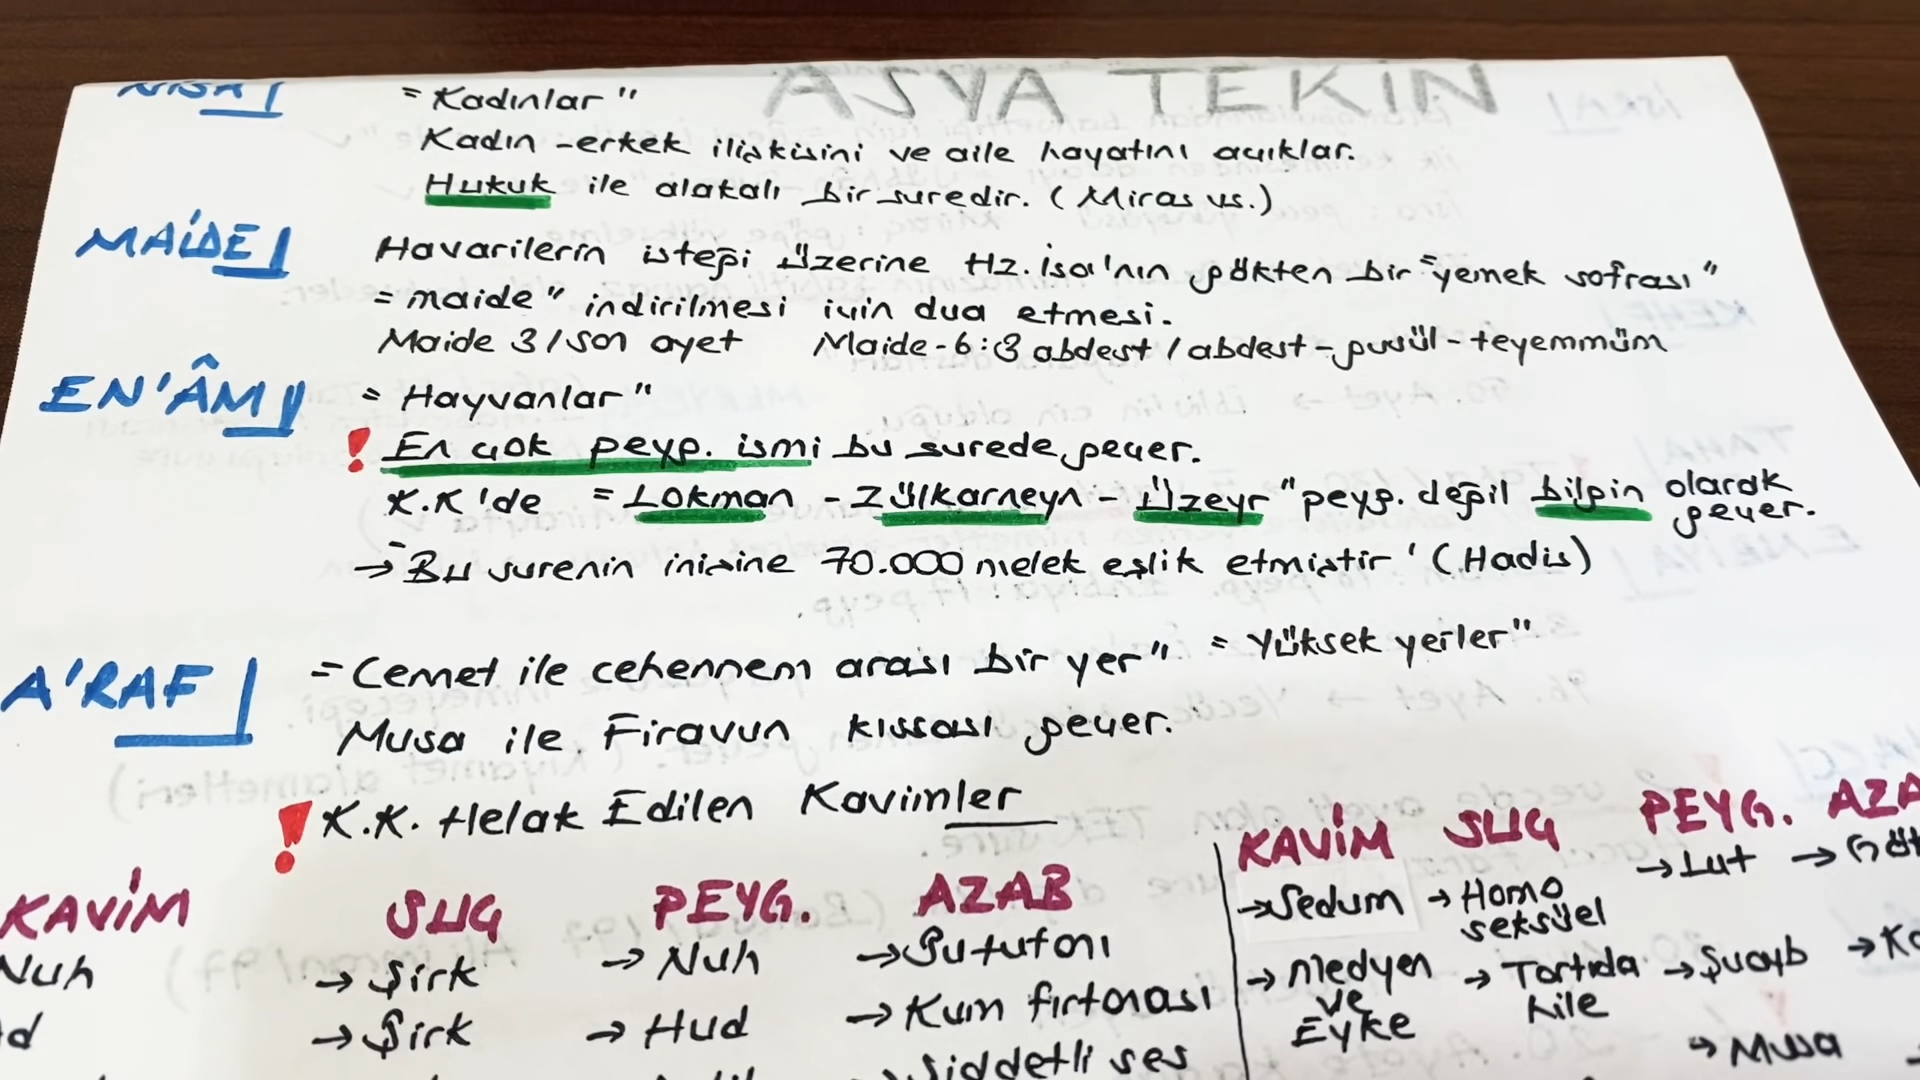 ASYA TEKİN
NİSA
"Kadınlar"
Kadın - erkek ilişkisini ve aile hayatını açıklar.
Hukuk ile alakalı bir suredir. (Miras vs.)
MAİDE
Havarilerin isteği üzerine Hz. İsa'nın gökten bir "yemek sofrası"
"maide" indirilmesi için dua etmesi.
Maide 3/son ayet Maide-6:3 abdest / abdest-gusül-teyemmüm
EN'ÂM
"Hayvanlar"
! En çok peyg. ismi bu surede geçer.
K.K'de "Lokman - Zülkarneyn - Üzeyr" peyg. değil bilgin olarak geçer.
→ Bu surenin inişine 70.000 melek eşlik etmiştir' (Hadis)
A'RAF
"Cennet ile cehennem arası bir yer" "Yüksek yerler"
Musa ile Firavun kıssası geçer.
! K.K. Helak Edilen Kavimler
KAVİM SUÇ PEYG. AZAB
Nuh → Şirk → Nuh → Su tufanı
d → Şirk → Hud → Kum fırtınası
Şiddetli ses
KAVİM SUÇ PEYG. AZA
→ Sedum → Homo seksüel → Lut
→ Medyen ve Eyke → Tartıda hile → Şuayb
→ Musa